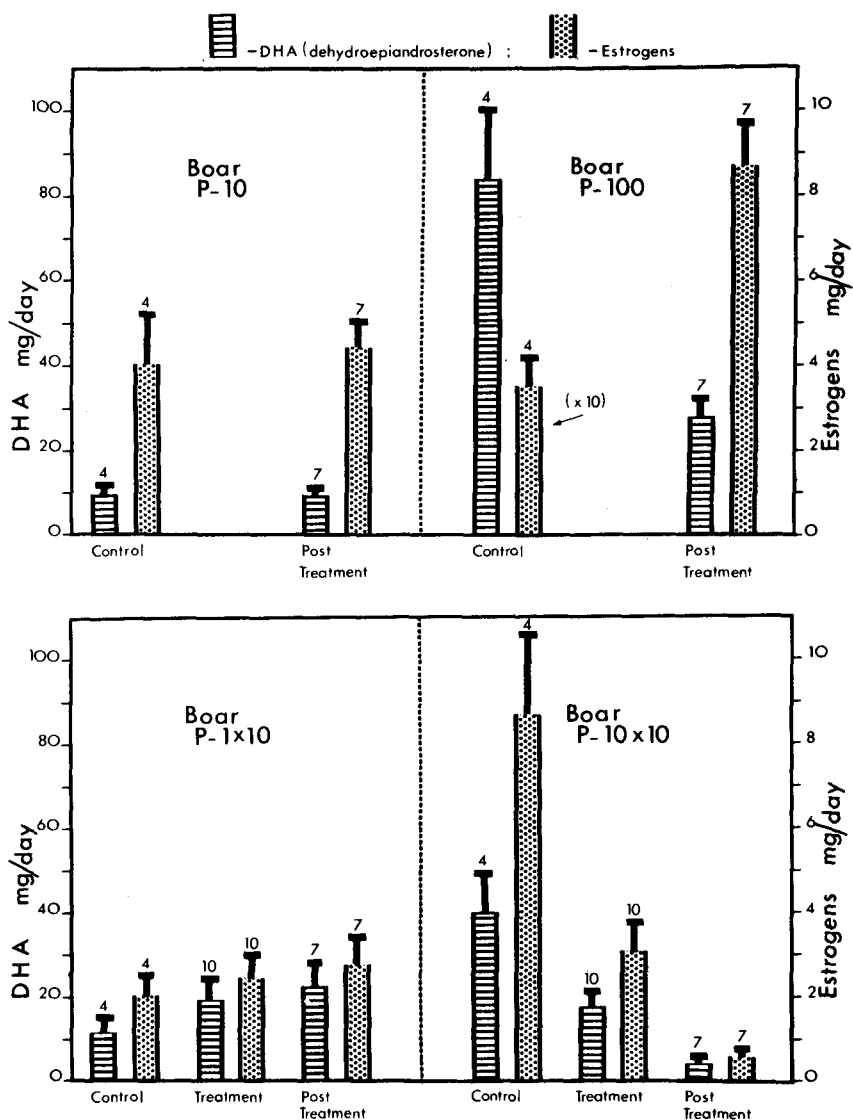 –DHA (dehydroepiandrosterone) ; –Estrogens
100
80
60
40
20
0
DHA mg/day
Boar
P-10
4
4
7
7
Control
Post
Treatment
Boar
P-100
4
4
(x 10)
7
7
Control
Post
Treatment
10
8
6
4
2
0
Estrogens mg/day
100
80
60
40
20
0
DHA mg/day
Boar
P-1x10
4
4
10
10
7
7
Control
Treatment
Post
Treatment
Boar
P-10x10
4
4
10
10
7
7
Control
Treatment
Post
Treatment
10
8
6
4
2
0
Estrogens mg/day